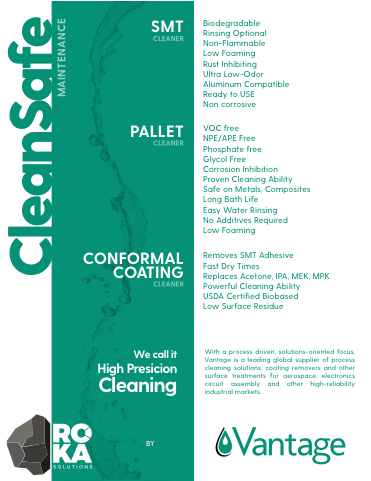 CleanSafe
MAINTENANCE
SMT
CLEANER
Biodegradable
Rinsing Optional
Non-Flammable
Low Foaming
Rust Inhibiting
Ultra Low-Odor
Aluminum Compatible
Ready to USE
Non corrosive
PALLET
CLEANER
VOC free
NPE/APE Free
Phosphate free
Glycol Free
Corrosion Inhibition
Proven Cleaning Ability
Safe on Metals, Composites
Long Bath Life
Easy Water Rinsing
No Additives Required
Low Foaming
CONFORMAL
COATING
CLEANER
Removes SMT Adhesive
Fast Dry Times
Replaces Acetone, IPA, MEK, MPK
Powerful Cleaning Ability
USDA Certified Biobased
Low Surface Residue
We call it
High Presicion
Cleaning
With a process driven, solutions-oriented focus,
Vantage is a leading global supplier of process
cleaning solutions, coating removers and other
surface treatments for aerospace, electronics
circuit assembly and other high-reliability
industrial markets.
ROKA
SOLUTIONS
BY
Vantage